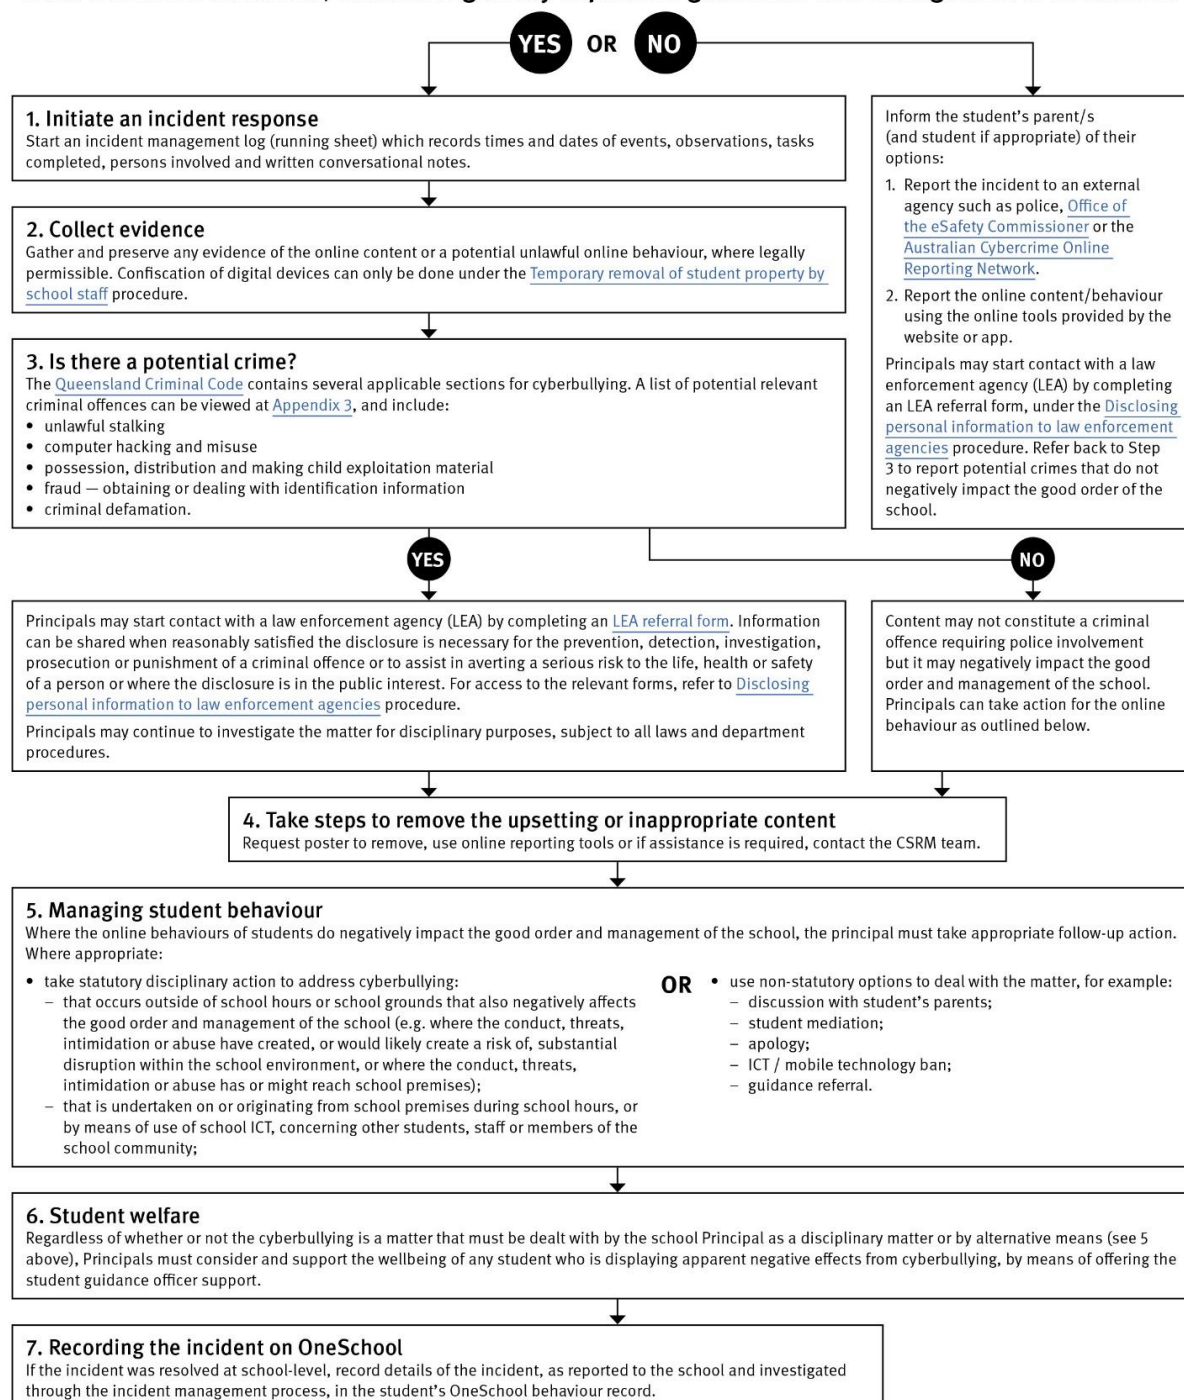 YES OR NO
1. Initiate an incident response
Start an incident management log (running sheet) which records times and dates of events, observations, tasks
completed, persons involved and written conversational notes.
2. Collect evidence
Gather and preserve any evidence of the online content or a potential unlawful online behaviour, where legally
permissible. Confiscation of digital devices can only be done under the Temporary removal of student property by
school staff procedure.
3. Is there a potential crime?
The Queensland Criminal Code contains several applicable sections for cyberbullying. A list of potential relevant
criminal offences can be viewed at Appendix 3, and include:
• unlawful stalking
• computer hacking and misuse
• possession, distribution and making child exploitation material
• fraud — obtaining or dealing with identification information
• criminal defamation.
Inform the student's parent/s
(and student if appropriate) of their
options:
1. Report the incident to an external
agency such as police, Office of
the eSafety Commissioner or the
Australian Cybercrime Online
Reporting Network.
2. Report the online content/behaviour
using the online tools provided by the
website or app.
Principals may start contact with a law
enforcement agency (LEA) by completing
an LEA referral form, under the Disclosing
personal information to law enforcement
agencies procedure. Refer back to Step
3 to report potential crimes that do not
negatively impact the good order of the
school.
YES
NO
Principals may start contact with a law enforcement agency (LEA) by completing an LEA referral form. Information
can be shared when reasonably satisfied the disclosure is necessary for the prevention, detection, investigation,
prosecution or punishment of a criminal offence or to assist in averting a serious risk to the life, health or safety
of a person or where the disclosure is in the public interest. For access to the relevant forms, refer to Disclosing
personal information to law enforcement agencies procedure.
Principals may continue to investigate the matter for disciplinary purposes, subject to all laws and department
procedures.
Content may not constitute a criminal
offence requiring police involvement
but it may negatively impact the good
order and management of the school.
Principals can take action for the online
behaviour as outlined below.
4. Take steps to remove the upsetting or inappropriate content
Request poster to remove, use online reporting tools or if assistance is required, contact the CSRM team.
5. Managing student behaviour
Where the online behaviours of students do negatively impact the good order and management of the school, the principal must take appropriate follow-up action.
Where appropriate:
• take statutory disciplinary action to address cyberbullying:
– that occurs outside of school hours or school grounds that also negatively affects
the good order and management of the school (e.g. where the conduct, threats,
intimidation or abuse have created, or would likely create a risk of, substantial
disruption within the school environment, or where the conduct, threats,
intimidation or abuse has or might reach school premises);
– that is undertaken on or originating from school premises during school hours, or
by means of use of school ICT, concerning other students, staff or members of the
school community;
OR
• use non-statutory options to deal with the matter, for example:
– discussion with student's parents;
– student mediation;
– apology;
– ICT / mobile technology ban;
– guidance referral.
6. Student welfare
Regardless of whether or not the cyberbullying is a matter that must be dealt with by the school Principal as a disciplinary matter or by alternative means (see 5
above), Principals must consider and support the wellbeing of any student who is displaying apparent negative effects from cyberbullying, by means of offering the
student guidance officer support.
7. Recording the incident on OneSchool
If the incident was resolved at school-level, record details of the incident, as reported to the school and investigated
through the incident management process, in the student's OneSchool behaviour record.